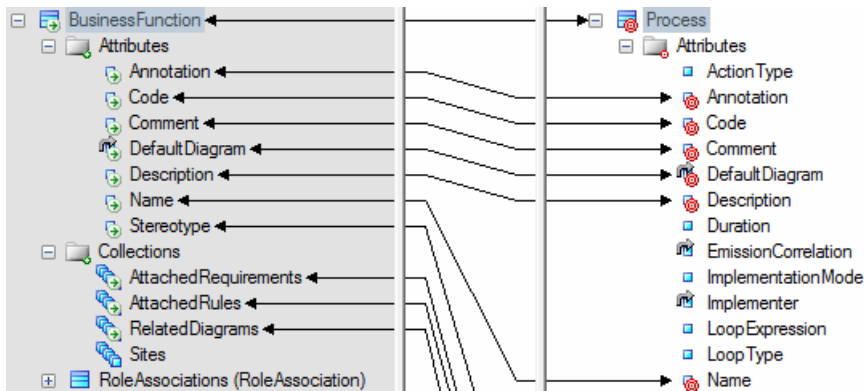 BusinessFunction
Attributes
Annotation
Code
Comment
DefaultDiagram
Description
Name
Stereotype
Collections
AttachedRequirements
AttachedRules
RelatedDiagrams
Sites
RoleAssociations (RoleAssociation)
Process
Attributes
ActionType
Annotation
Code
Comment
DefaultDiagram
Description
Duration
EmissionCorrelation
ImplementationMode
Implementer
LoopExpression
LoopType
Name